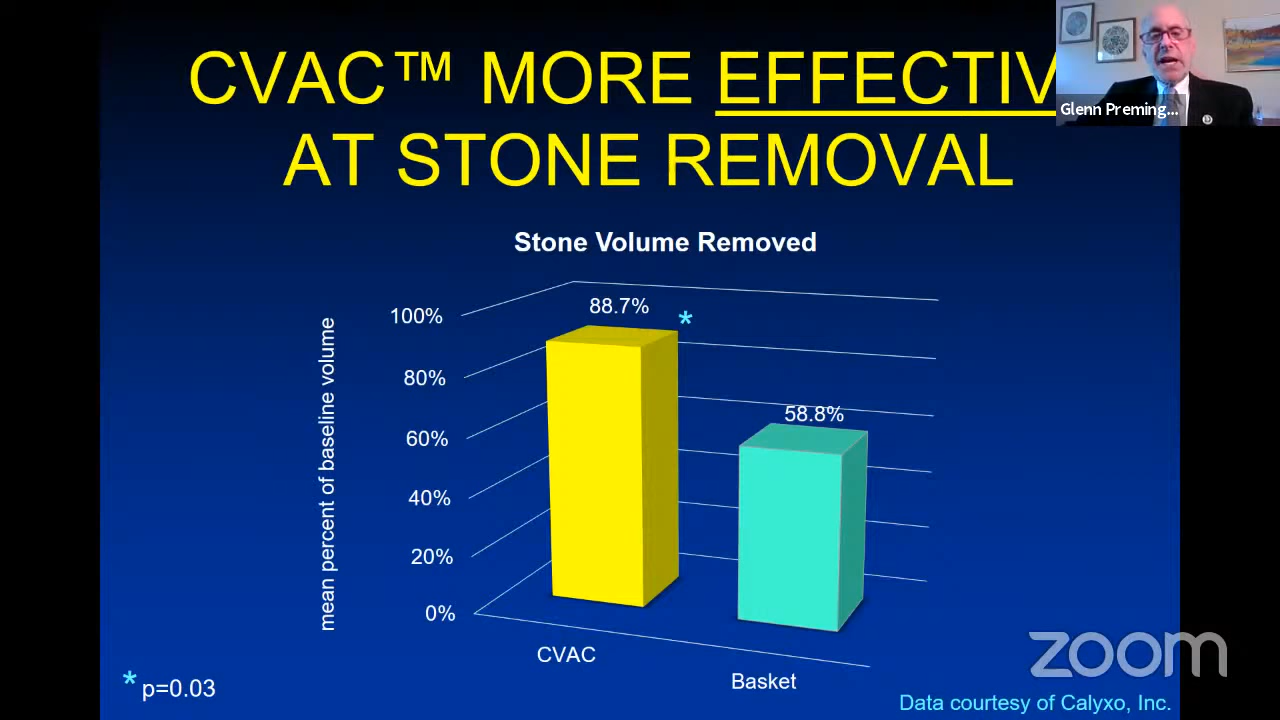 CVAC™ MORE EFFECTIV
AT STONE REMOVAL
Glenn Preming...
Stone Volume Removed
mean percent of baseline volume
100%
80%
60%
40%
20%
0%
88.7%
*
58.8%
CVAC
Basket
* p=0.03
zoom
Data courtesy of Calyxo, Inc.